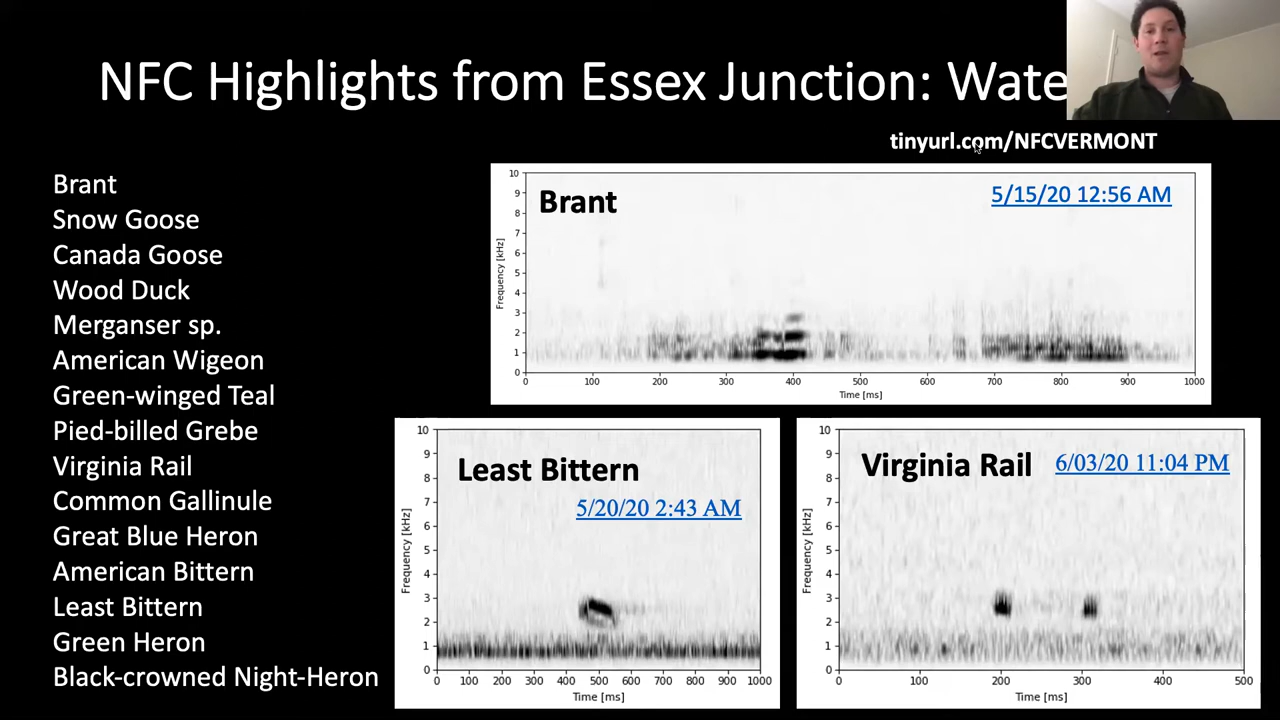 NFC Highlights from Essex Junction: Wate
tinyurl.com/NFCVERMONT
Brant
Snow Goose
Canada Goose
Wood Duck
Merganser sp.
American Wigeon
Green-winged Teal
Pied-billed Grebe
Virginia Rail
Common Gallinule
Great Blue Heron
American Bittern
Least Bittern
Green Heron
Black-crowned Night-Heron
Brant
5/15/20 12:56 AM
Frequency [kHz]
10
9
8
7
6
5
4
3
2
1
0
0 100 200 300 400 500 600 700 800 900 1000
Time [ms]
Least Bittern
5/20/20 2:43 AM
Frequency [kHz]
10
9
8
7
6
5
4
3
2
1
0
0 100 200 300 400 500 600 700 800 900 1000
Time [ms]
Virginia Rail
6/03/20 11:04 PM
Frequency [kHz]
10
9
8
7
6
5
4
3
2
1
0
0 100 200 300 400 500
Time [ms]